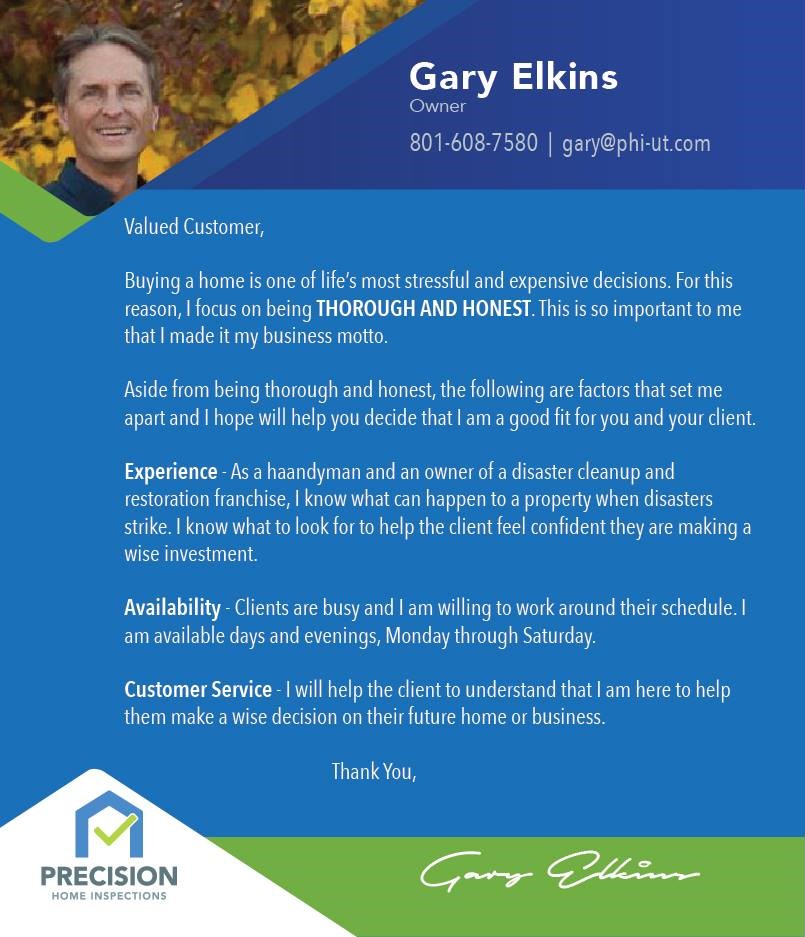 Gary Elkins
Owner
801-608-7580 | gary@phi-ut.com
Valued Customer,
Buying a home is one of life’s most stressful and expensive decisions. For this
reason, I focus on being THOROUGH AND HONEST. This is so important to me
that I made it my business motto.
Aside from being thorough and honest, the following are factors that set me
apart and I hope will help you decide that I am a good fit for you and your client.
Experience - As a haandyman and an owner of a disaster cleanup and
restoration franchise, I know what can happen to a property when disasters
strike. I know what to look for to help the client feel confident they are making a
wise investment.
Availability - Clients are busy and I am willing to work around their schedule. I
am available days and evenings, Monday through Saturday.
Customer Service - I will help the client to understand that I am here to help
them make a wise decision on their future home or business.
Thank You,
Gary Elkins
PRECISION
HOME INSPECTIONS